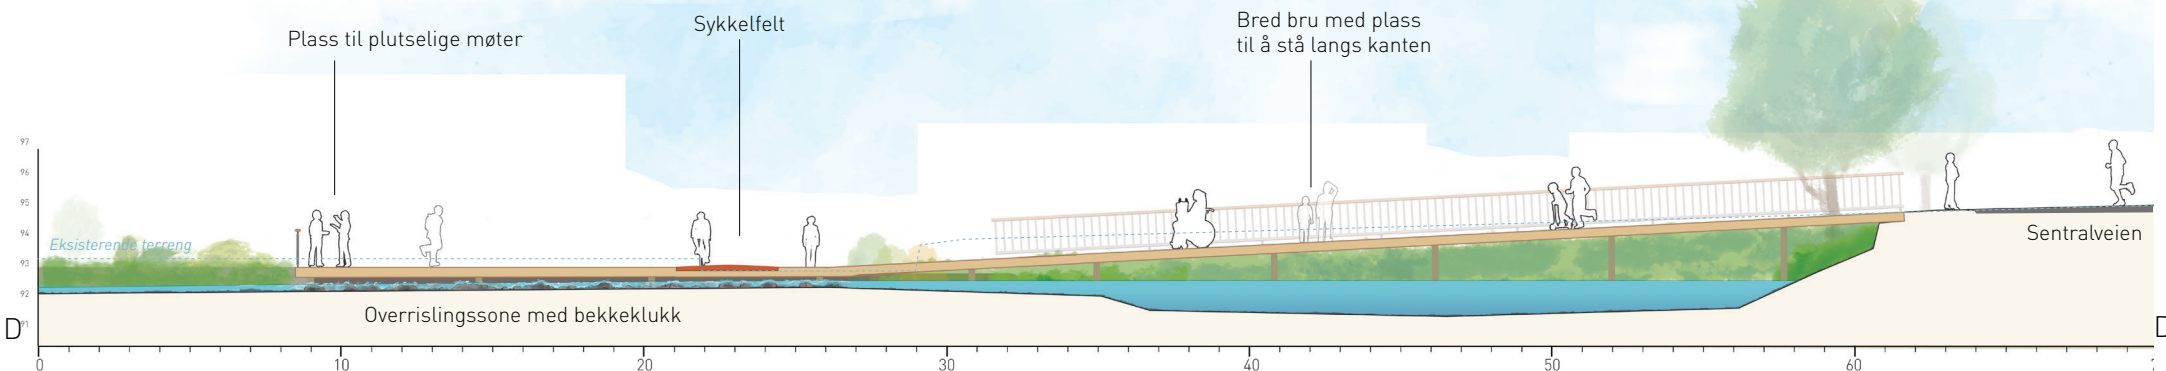 Plass til plutselige møter
Sykkelfelt
Bred bru med plass
til å stå langs kanten
97
96
95
94
93
92
91
Eksisterende terreng
Sentralveien
Overrislingssone med bekkeklukk
D
D
0
10
20
30
40
50
60